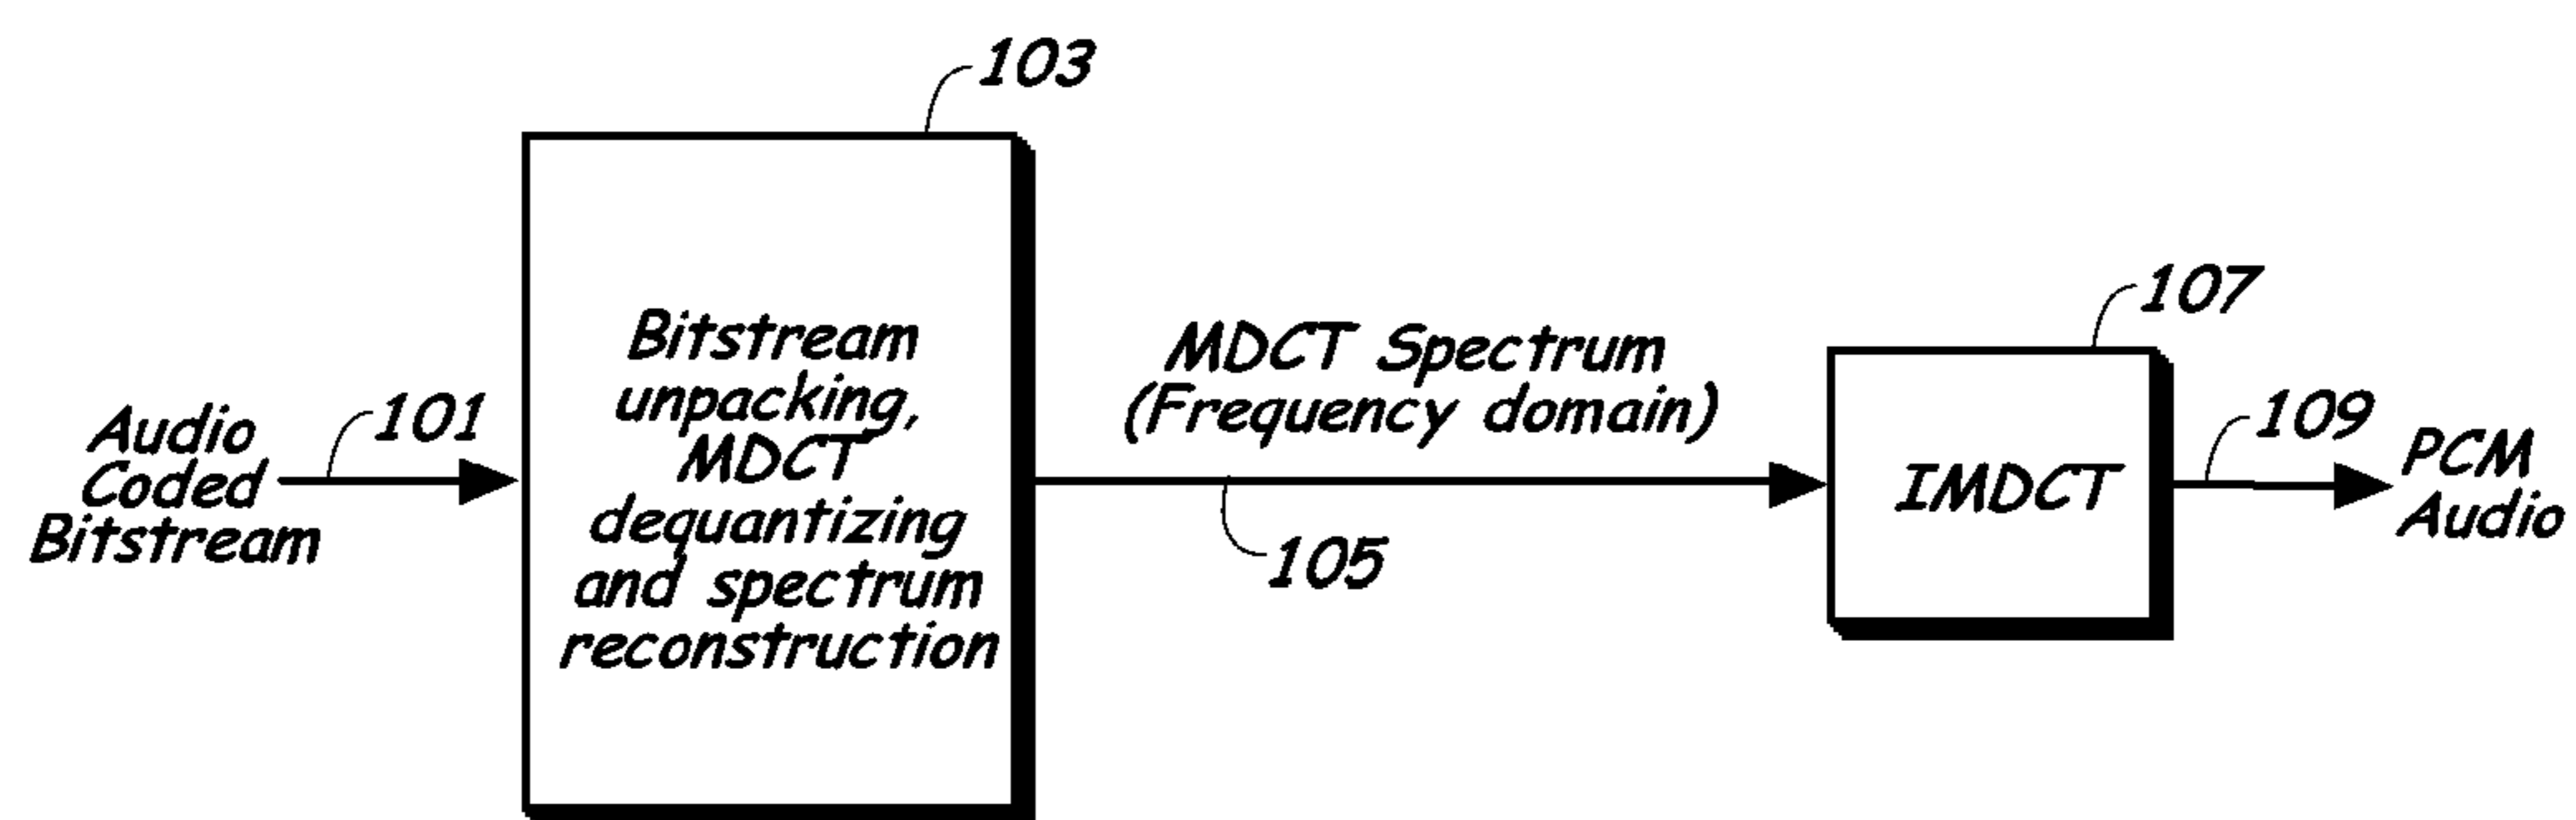 103
Audio
Coded
Bitstream
101
Bitstream
unpacking,
MDCT
dequantizing
and spectrum
reconstruction
MDCT Spectrum
(Frequency domain)
105
107
IMDCT
109
PCM
Audio